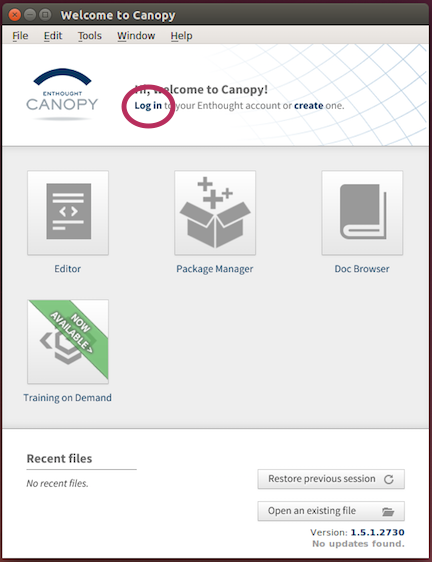 Welcome to Canopy
File Edit Tools Window Help
ENTHOUGHT
CANOPY
Hi, Welcome to Canopy!
Log in to your Enthought account or create one.
Editor
Package Manager
Doc Browser
NOW
AVAILABLE >
Training on Demand
Recent files
No recent files.
Restore previous session
Open an existing file
Version: 1.5.1.2730
No updates found.